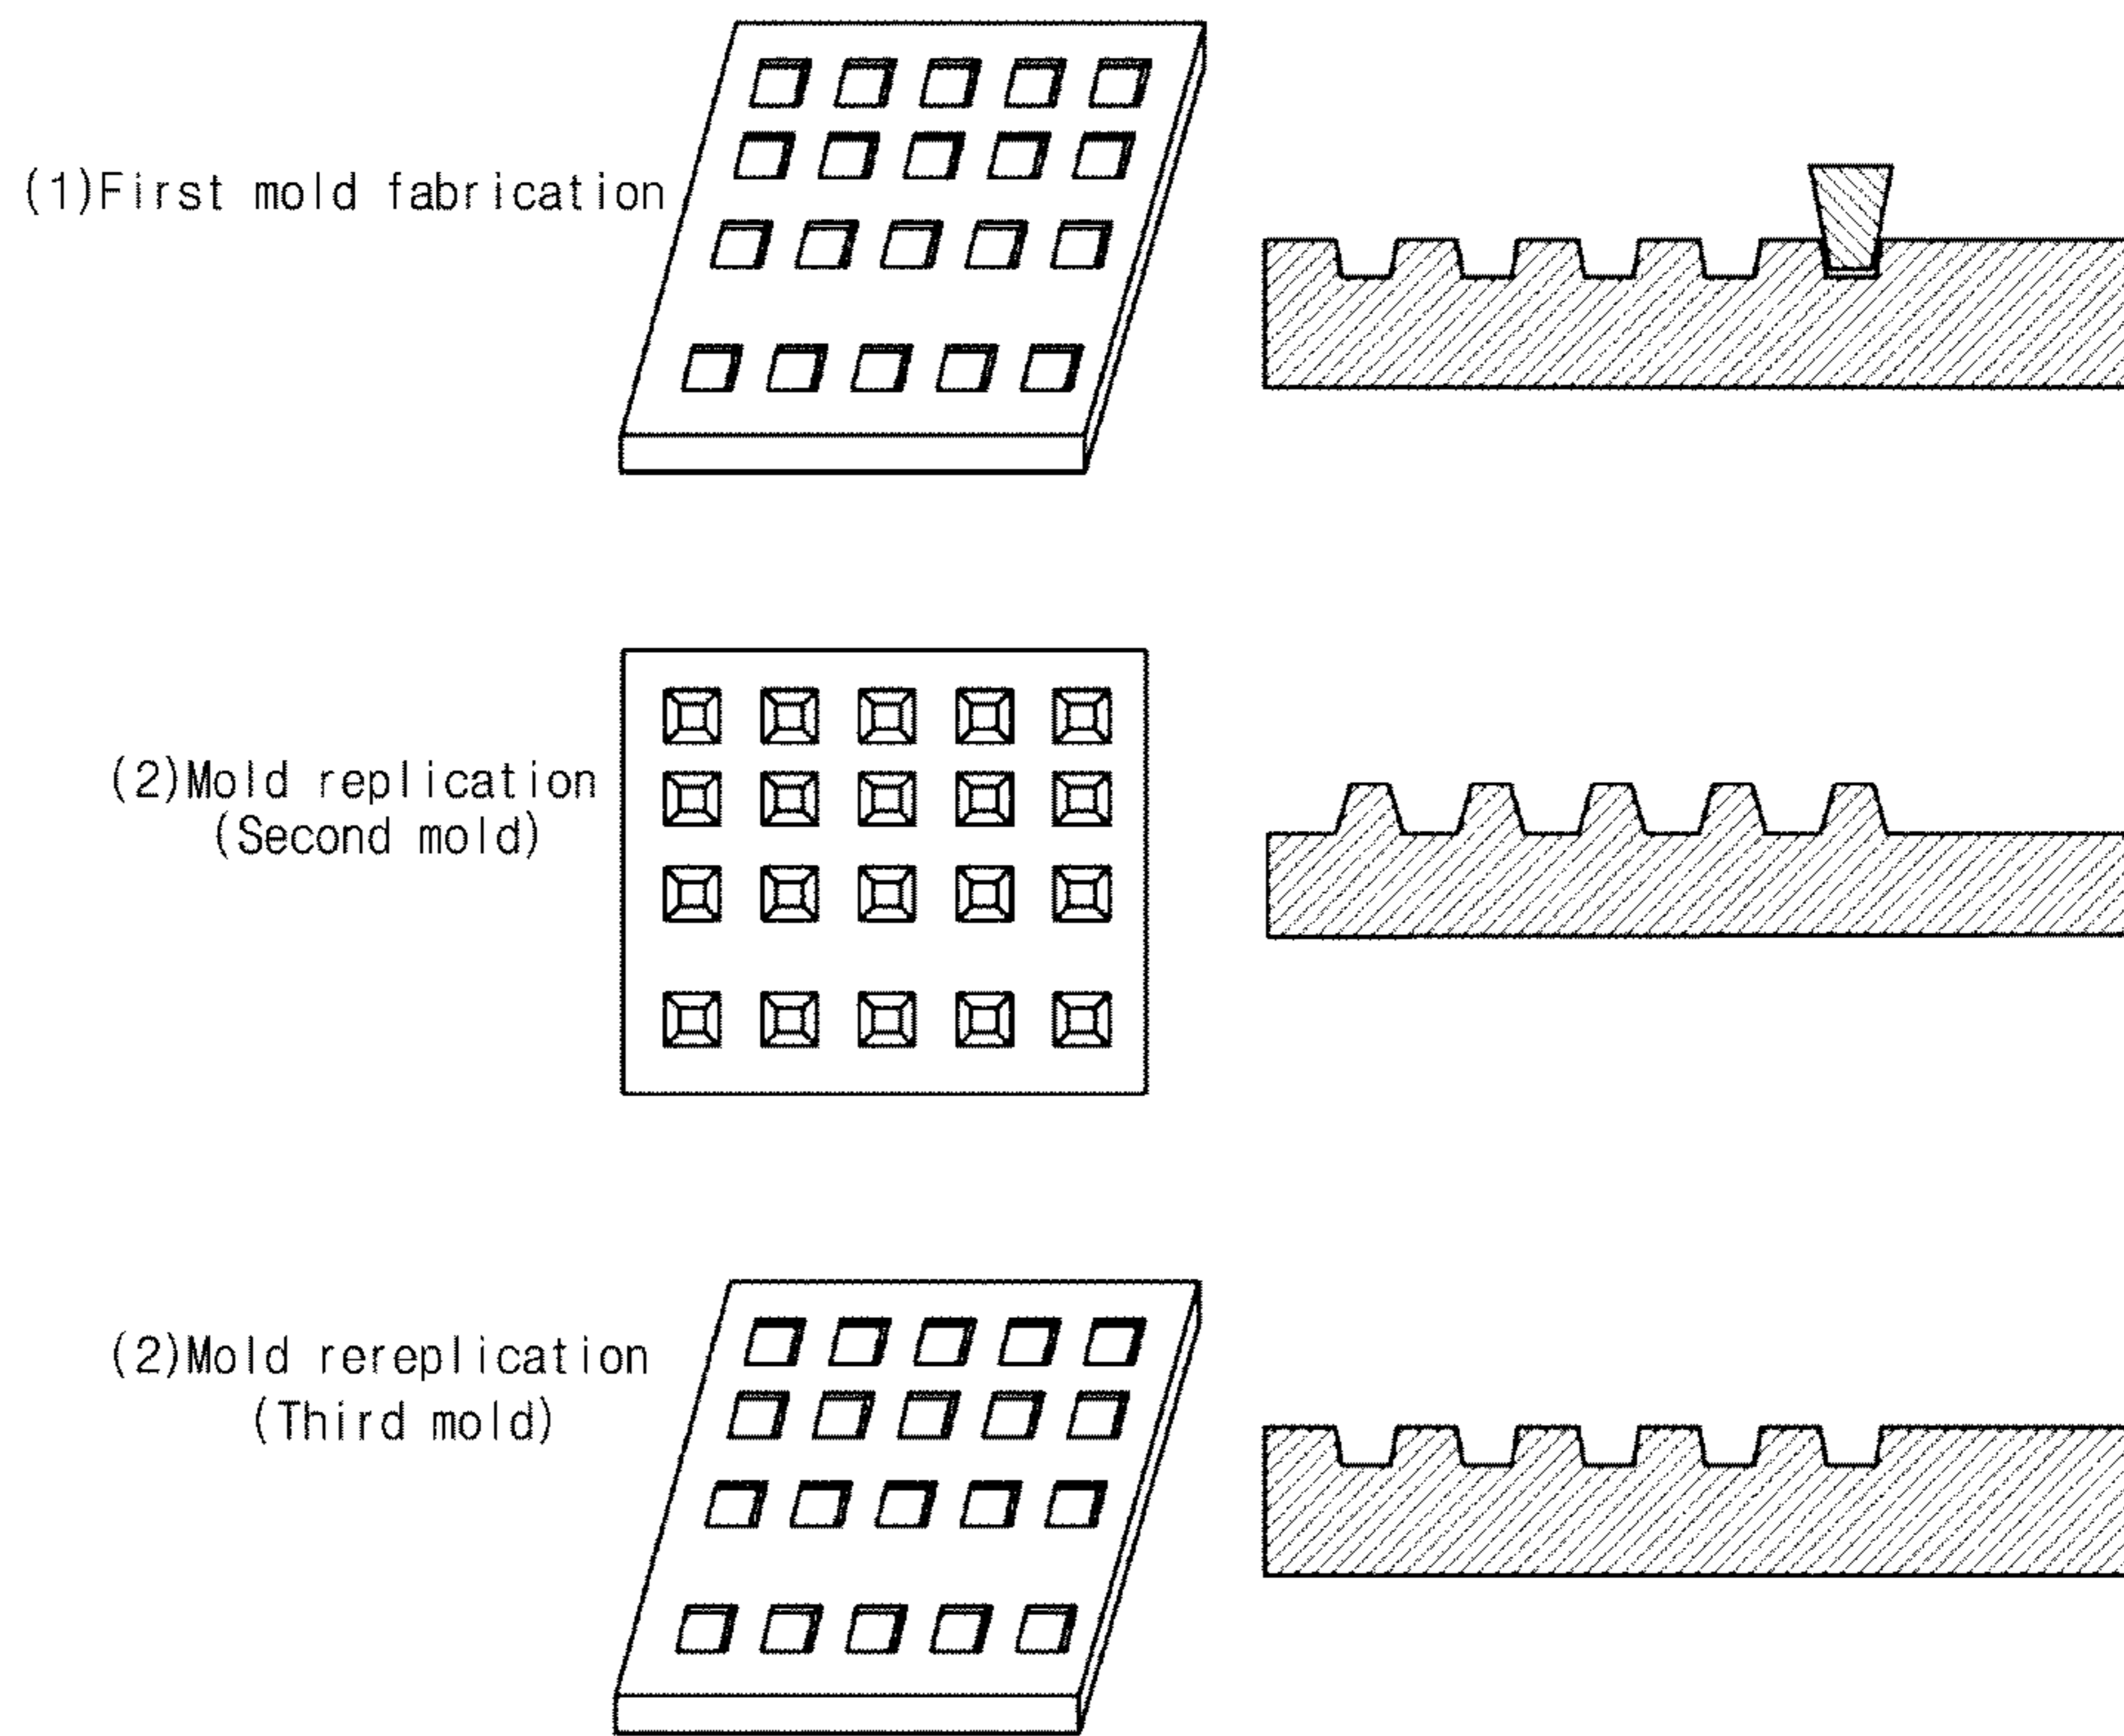 (1)First mold fabrication
(2)Mold replication
(Second mold)
(2)Mold rereplication
(Third mold)